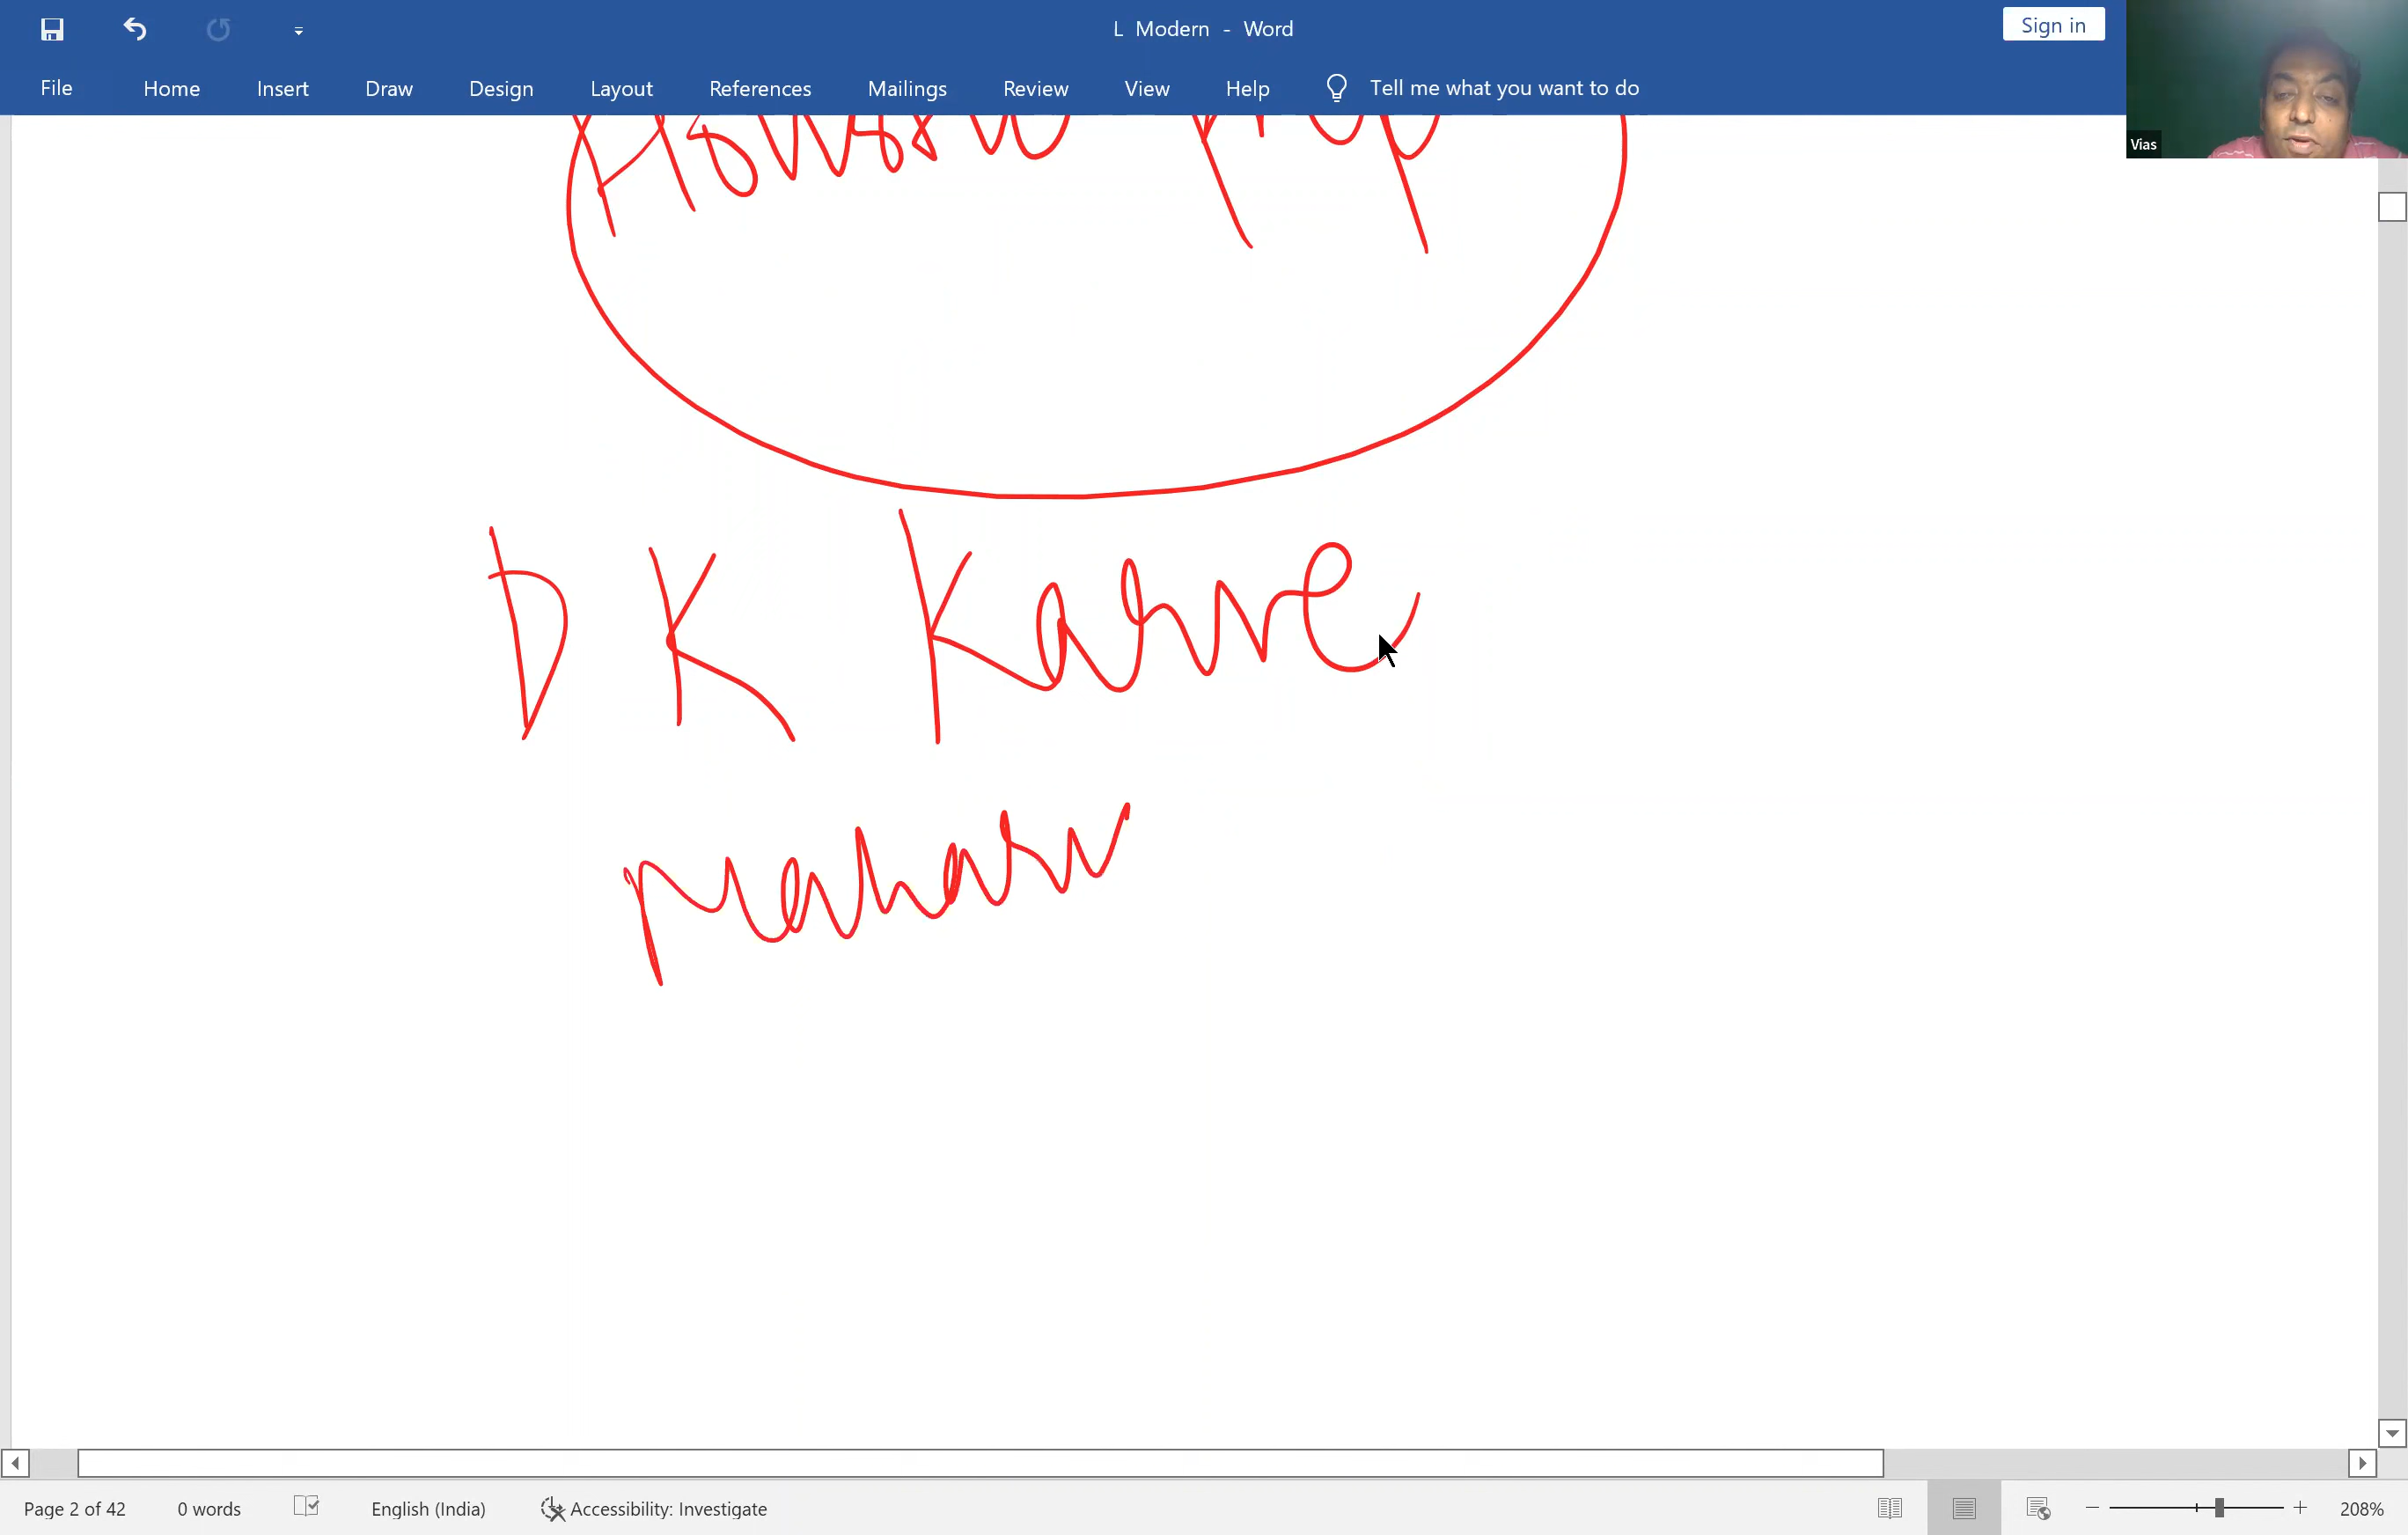 L Modern - Word
Sign in
File Home Insert Draw Design Layout References Mailings Review View Help Tell me what you want to do
Vias
D K Karve
Page 2 of 42 0 words English (India) Accessibility: Investigate 208%